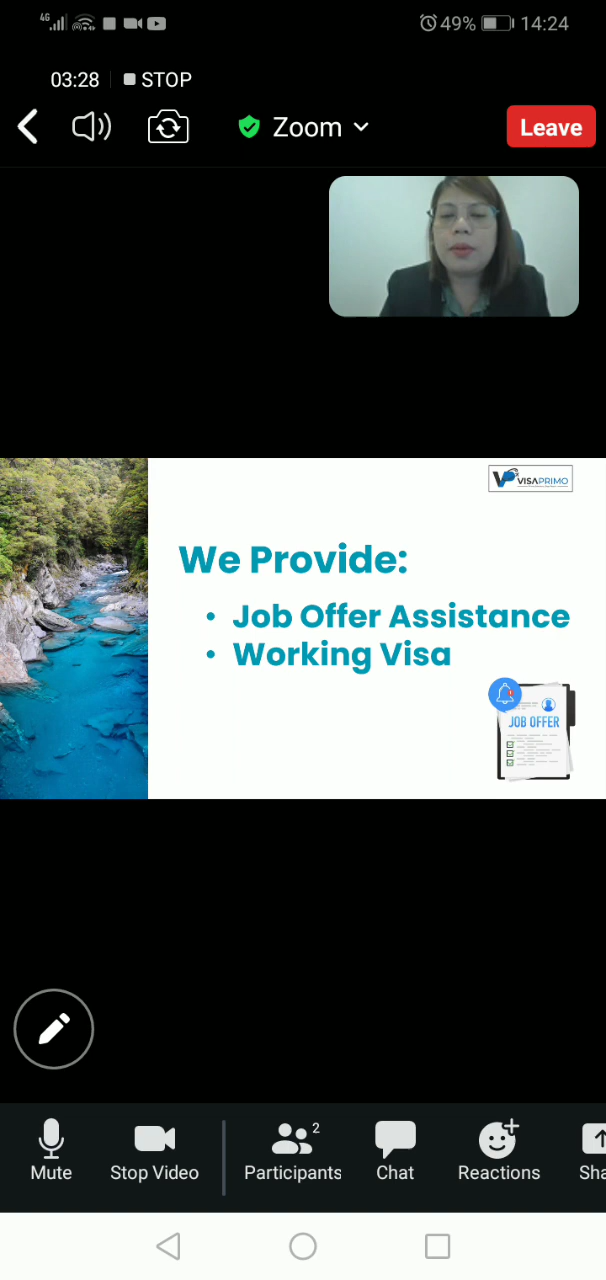 4G 49% 14:24
03:28 STOP
Zoom Leave
VISAPRIMO
We Provide:
• Job Offer Assistance
• Working Visa
JOB OFFER
2
Mute Stop Video Participants Chat Reactions Sha